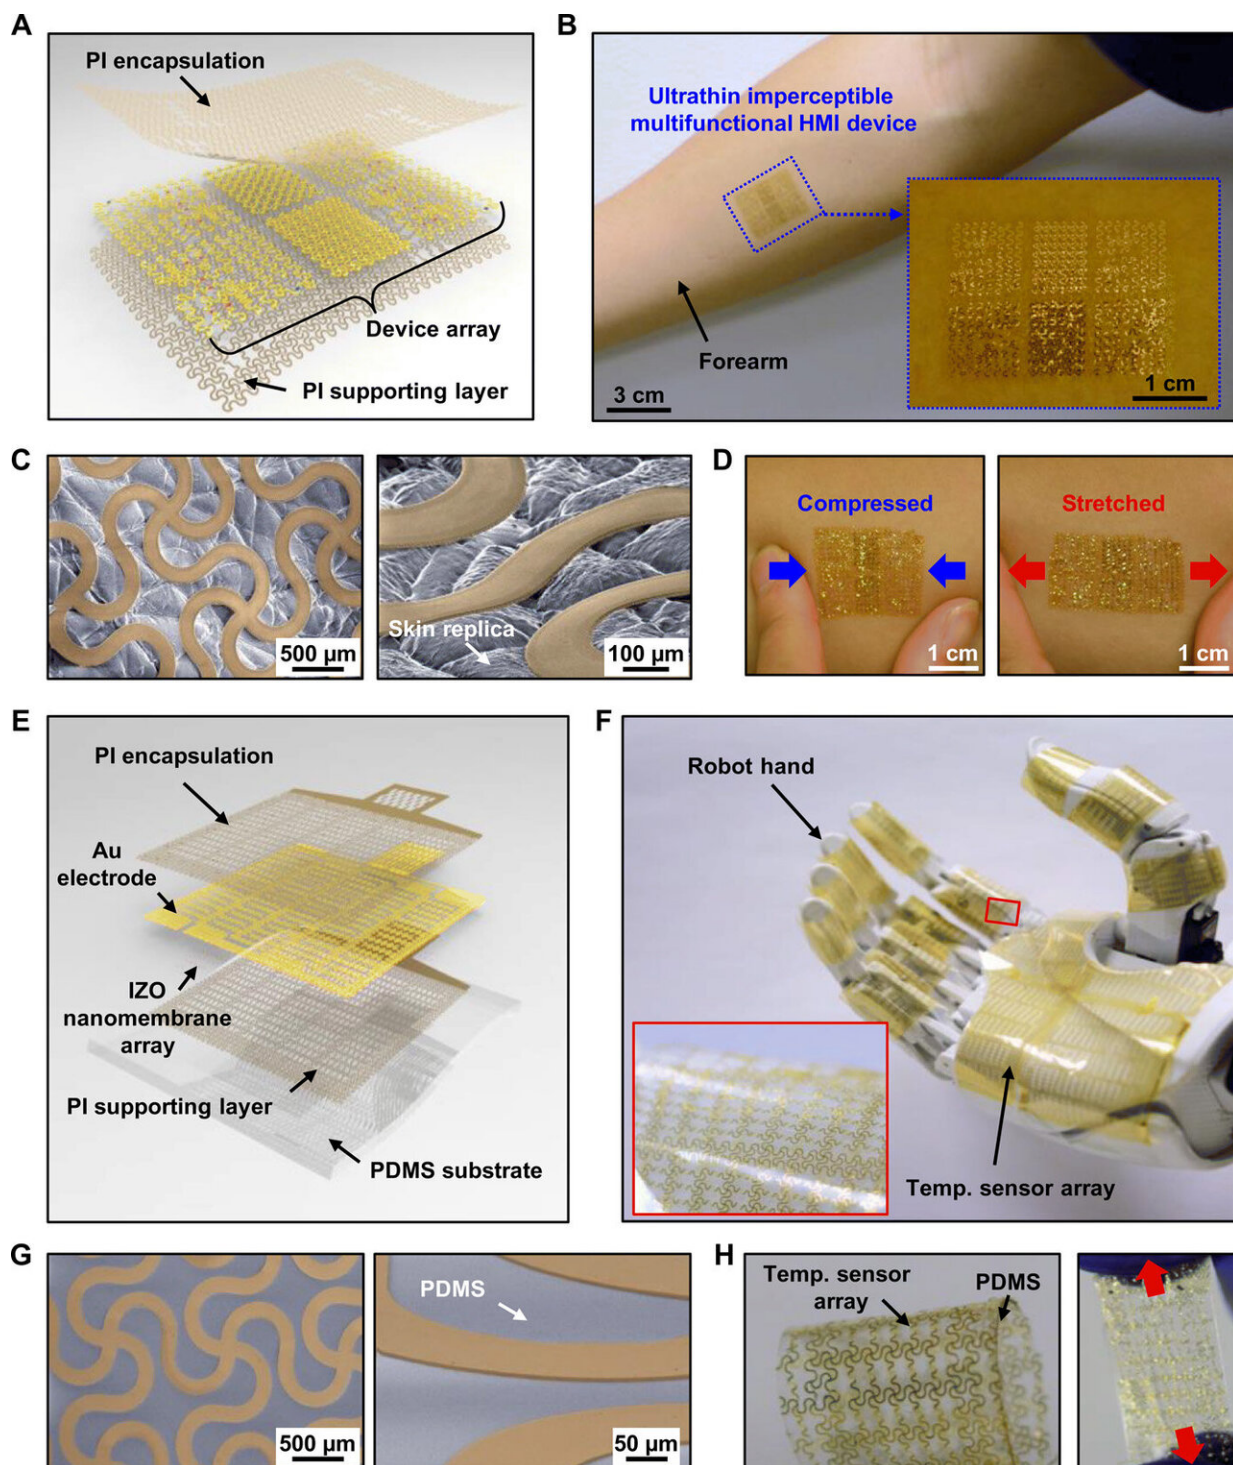 A
PI encapsulation
Device array
PI supporting layer
B
Ultrathin imperceptible
multifunctional HMI device
Forearm
3 cm
1 cm
C
500 µm
Skin replica
100 µm
D
Compressed
1 cm
Stretched
1 cm
E
PI encapsulation
Au
electrode
IZO
nanomembrane
array
PI supporting layer
PDMS substrate
F
Robot hand
Temp. sensor array
G
500 µm
PDMS
50 µm
H
Temp. sensor
array
PDMS